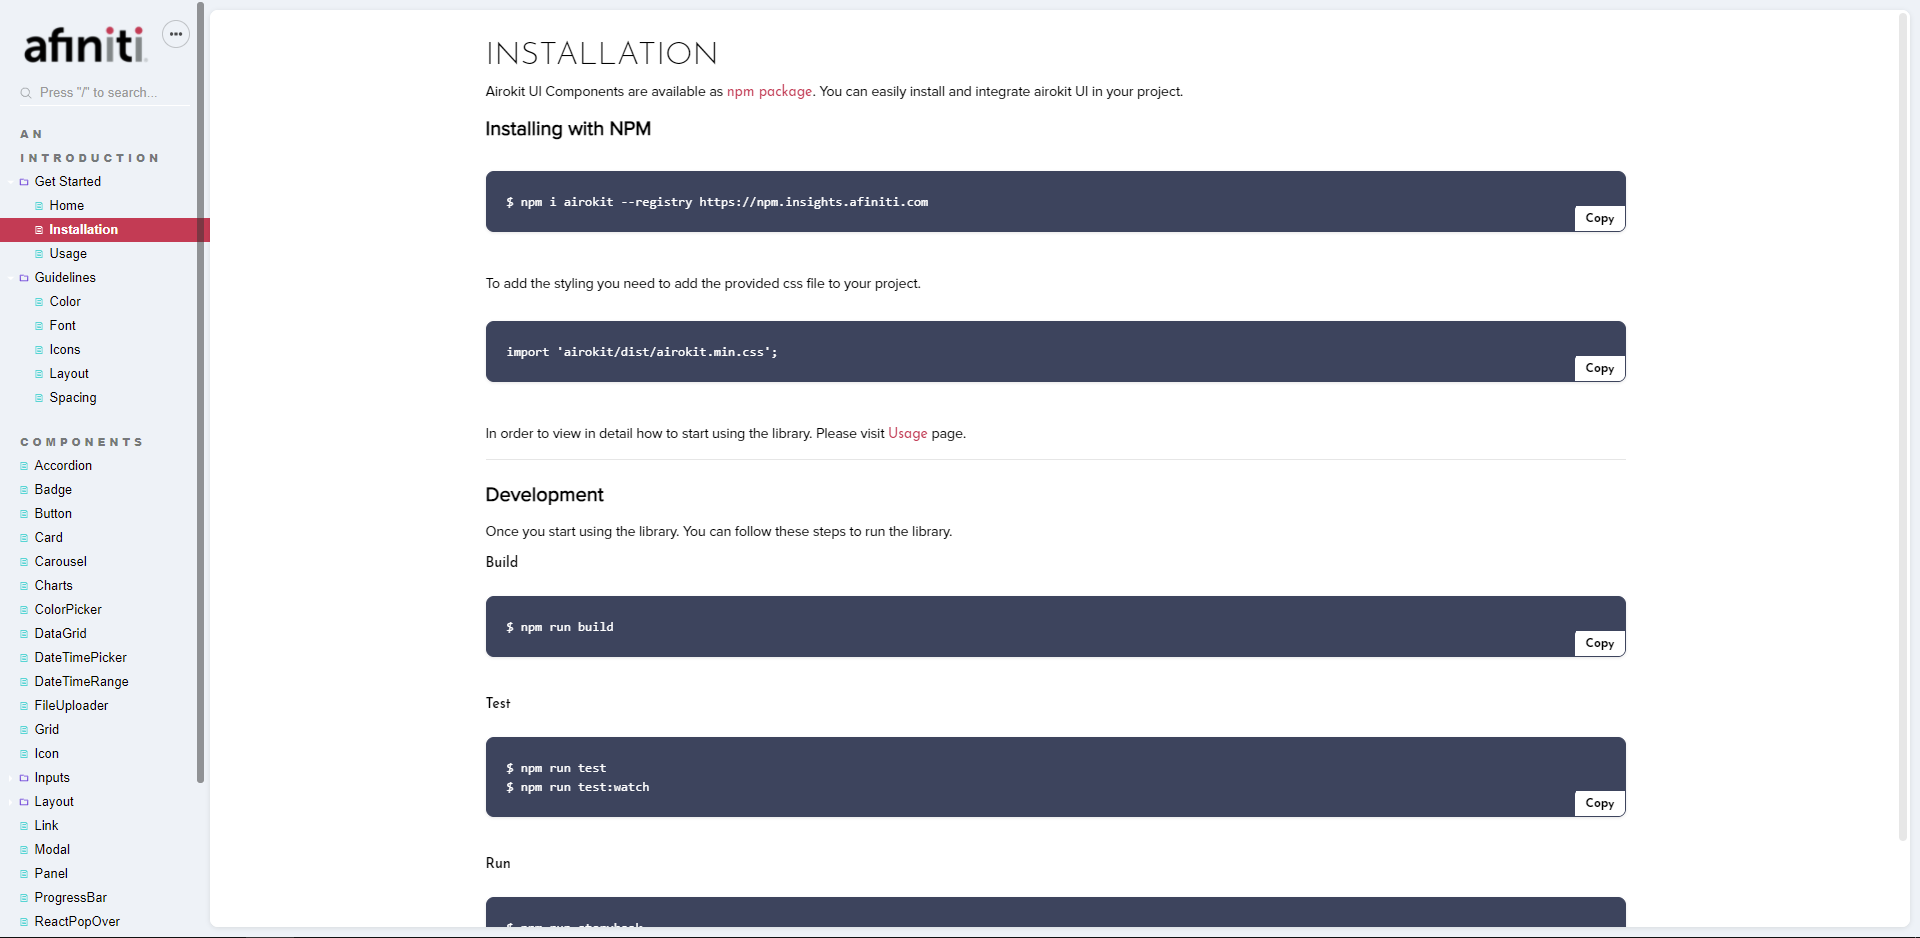 afiniti
Press "/" to search...
AN
INTRODUCTION
Get Started
Home
Installation
Usage
Guidelines
Color
Font
Icons
Layout
Spacing
COMPONENTS
Accordion
Badge
Button
Card
Carousel
Charts
ColorPicker
DataGrid
DateTimePicker
DateTimeRange
FileUploader
Grid
Icon
Inputs
Layout
Link
Modal
Panel
ProgressBar
ReactPopOver
INSTALLATION
Airokit UI Components are available as npm package. You can easily install and integrate airokit UI in your project.
Installing with NPM
$ npm i airokit --registry https://npm.insights.afiniti.com
Copy
To add the styling you need to add the provided css file to your project.
import 'airokit/dist/airokit.min.css';
Copy
In order to view in detail how to start using the library. Please visit Usage page.
Development
Once you start using the library. You can follow these steps to run the library.
Build
$ npm run build
Copy
Test
$ npm run test
$ npm run test:watch
Copy
Run
$ npm run storybook